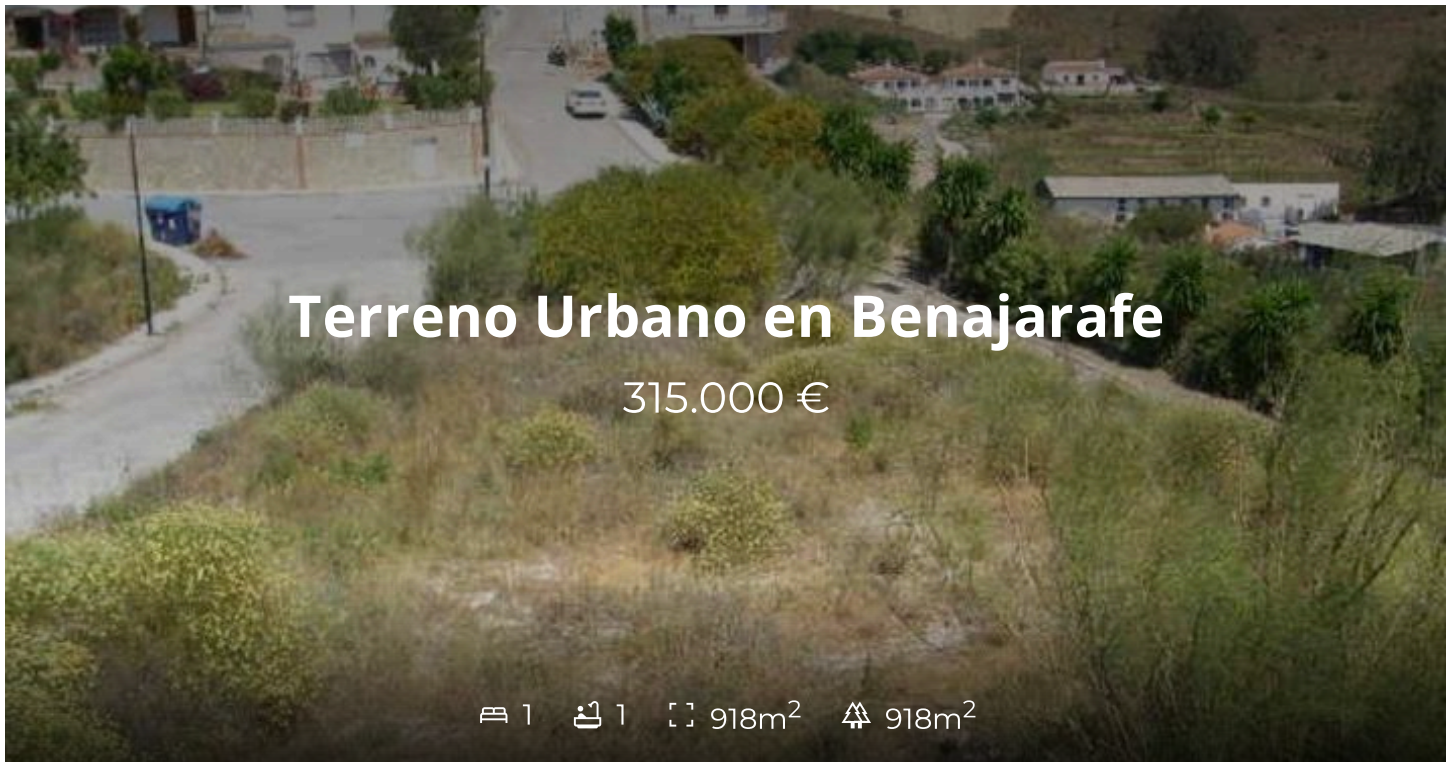 Terreno Urbano en Benajarafe
315.000 €
1 1 918m² 918m²